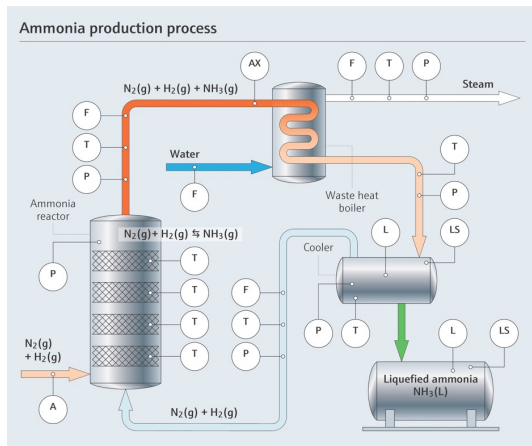 Ammonia production process
AX
F
T
P
N2(g) + H2(g) + NH3(g)
Steam
F
T
P
Water
F
T
P
Waste heat
boiler
Ammonia
reactor
N2(g)+ H2(g) ⇆ NH3(g)
P
T
T
T
T
Cooler
L
LS
F
T
P
P
T
N2(g)
+ H2(g)
A
N2(g) + H2(g)
L
LS
Liquefied ammonia
NH3(L)